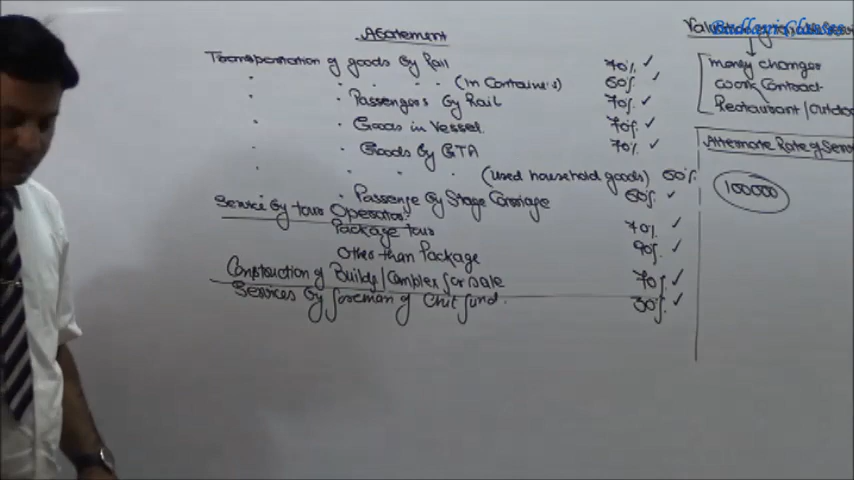 Abatement
Transportation of goods By Rail 70% ✓
" " " " (in Containers) 60% ✓
" Passengers By Rail 70% ✓
" Goods in Vessel 70% ✓
" Goods By GTA 70% ✓
" " " " (used household goods) 60%
" Passenge By Stage Carriage 60% ✓
Service By tour Operator:
Package tour 70% ✓
Other than Package 90% ✓
Construction of Build/Complex for sale 70% ✓
Services By foreman of Chit fund. 30% ✓
money changer
work Contract
Restaurant/Outdo
Alternate Rate of Serv
100000